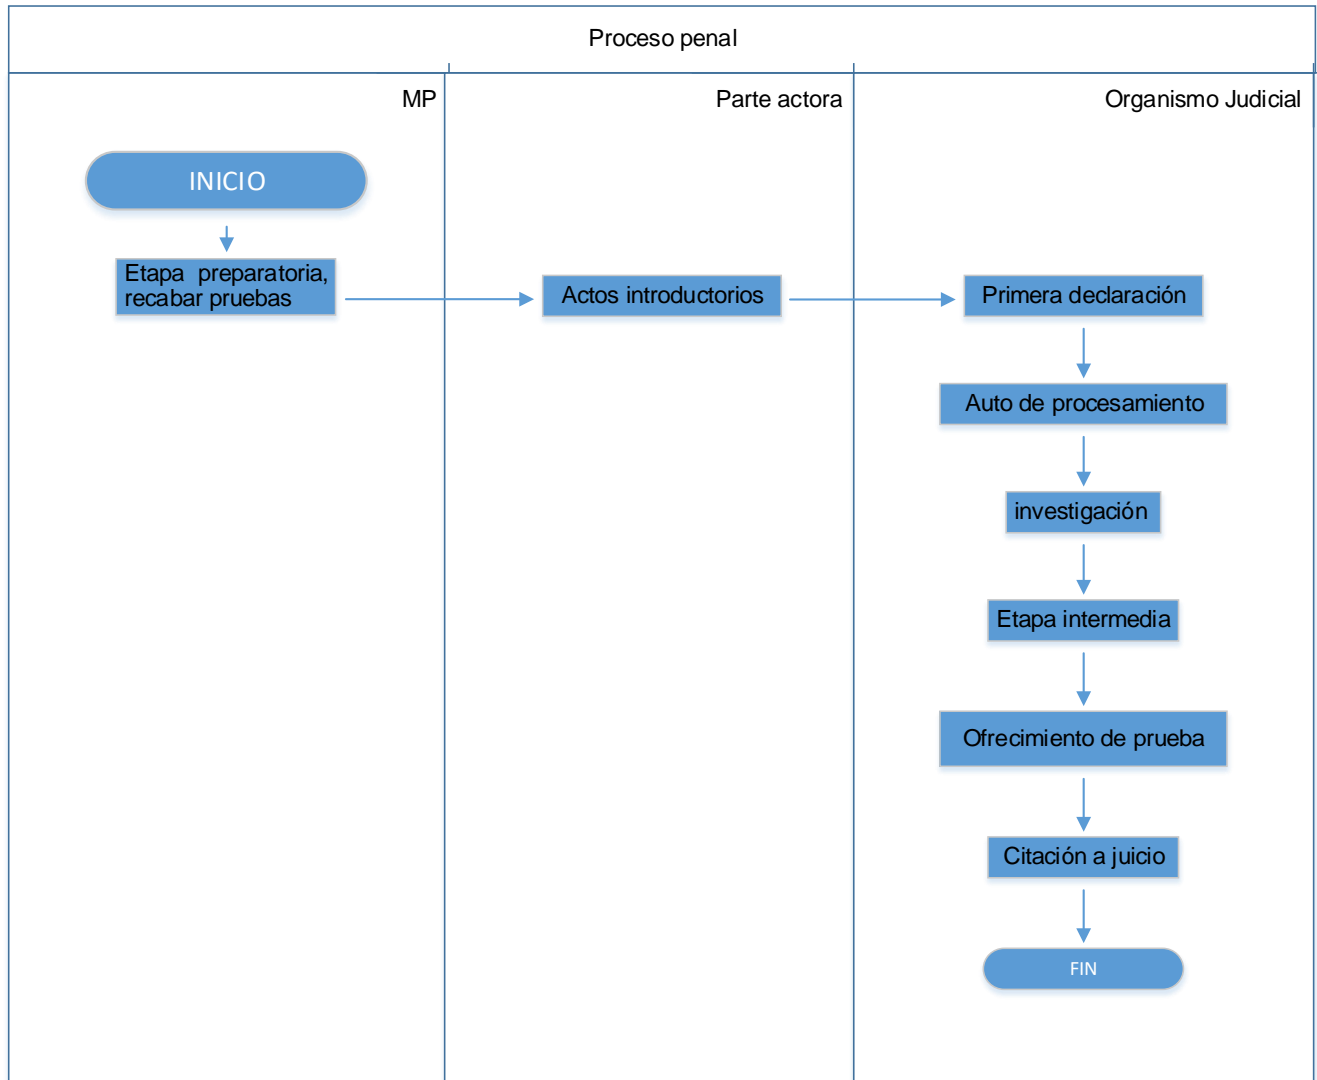 Proceso penal
MP
Parte actora
Organismo Judicial
INICIO
Etapa preparatoria,
recabar pruebas
Actos introductorios
Primera declaración
Auto de procesamiento
investigación
Etapa intermedia
Ofrecimiento de prueba
Citación a juicio
FIN